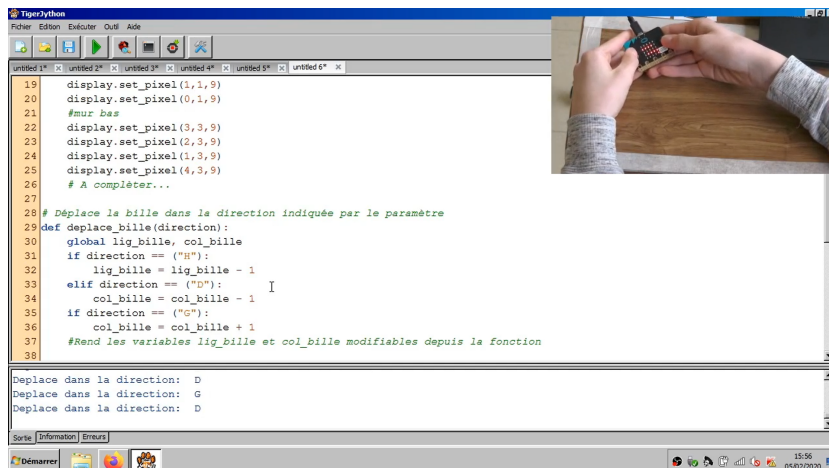 TigerJython
Fichier Edition Exécuter Outil Aide
untitled 1* untitled 2* untitled 3* untitled 4* untitled 5* untitled 6*
19 display.set_pixel(1,1,9)
20 display.set_pixel(0,1,9)
21 #mur bas
22 display.set_pixel(3,3,9)
23 display.set_pixel(2,3,9)
24 display.set_pixel(1,3,9)
25 display.set_pixel(4,3,9)
26 # A complèter...
27
28 # Déplace la bille dans la direction indiquée par le paramètre
29 def deplace_bille(direction):
30 global lig_bille, col_bille
31 if direction == ("H"):
32 lig_bille = lig_bille - 1
33 elif direction == ("D"):
34 col_bille = col_bille - 1
35 if direction == ("G"):
36 col_bille = col_bille + 1
37 #Rend les variables lig_bille et col_bille modifiables depuis la fonction
38
Deplace dans la direction: D
Deplace dans la direction: G
Deplace dans la direction: D
Sortie Information Erreurs
Démarrer
15:56
05/02/2020